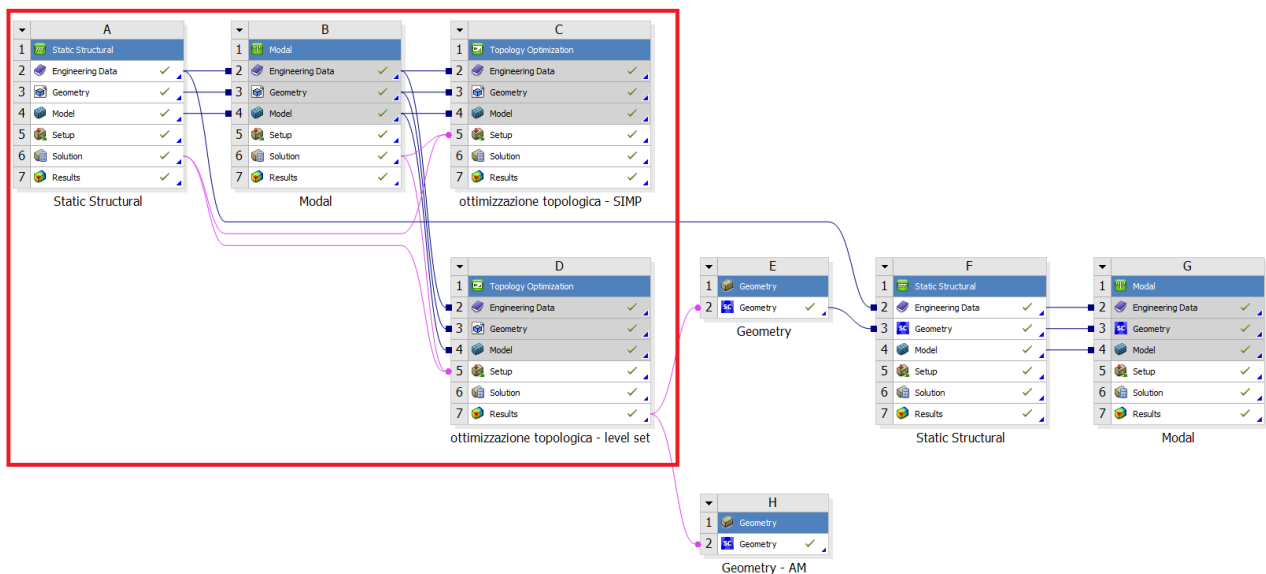 A
1 Static Structural
2 Engineering Data
3 Geometry
4 Model
5 Setup
6 Solution
7 Results
Static Structural
B
1 Modal
2 Engineering Data
3 Geometry
4 Model
5 Setup
6 Solution
7 Results
Modal
C
1 Topology Optimization
2 Engineering Data
3 Geometry
4 Model
5 Setup
6 Solution
7 Results
ottimizzazione topologica - SIMP
D
1 Topology Optimization
2 Engineering Data
3 Geometry
4 Model
5 Setup
6 Solution
7 Results
ottimizzazione topologica - level set
E
1 Geometry
2 SC Geometry
Geometry
F
1 Static Structural
2 Engineering Data
3 SC Geometry
4 Model
5 Setup
6 Solution
7 Results
Static Structural
G
1 Modal
2 Engineering Data
3 SC Geometry
4 Model
5 Setup
6 Solution
7 Results
Modal
H
1 Geometry
2 SC Geometry
Geometry - AM